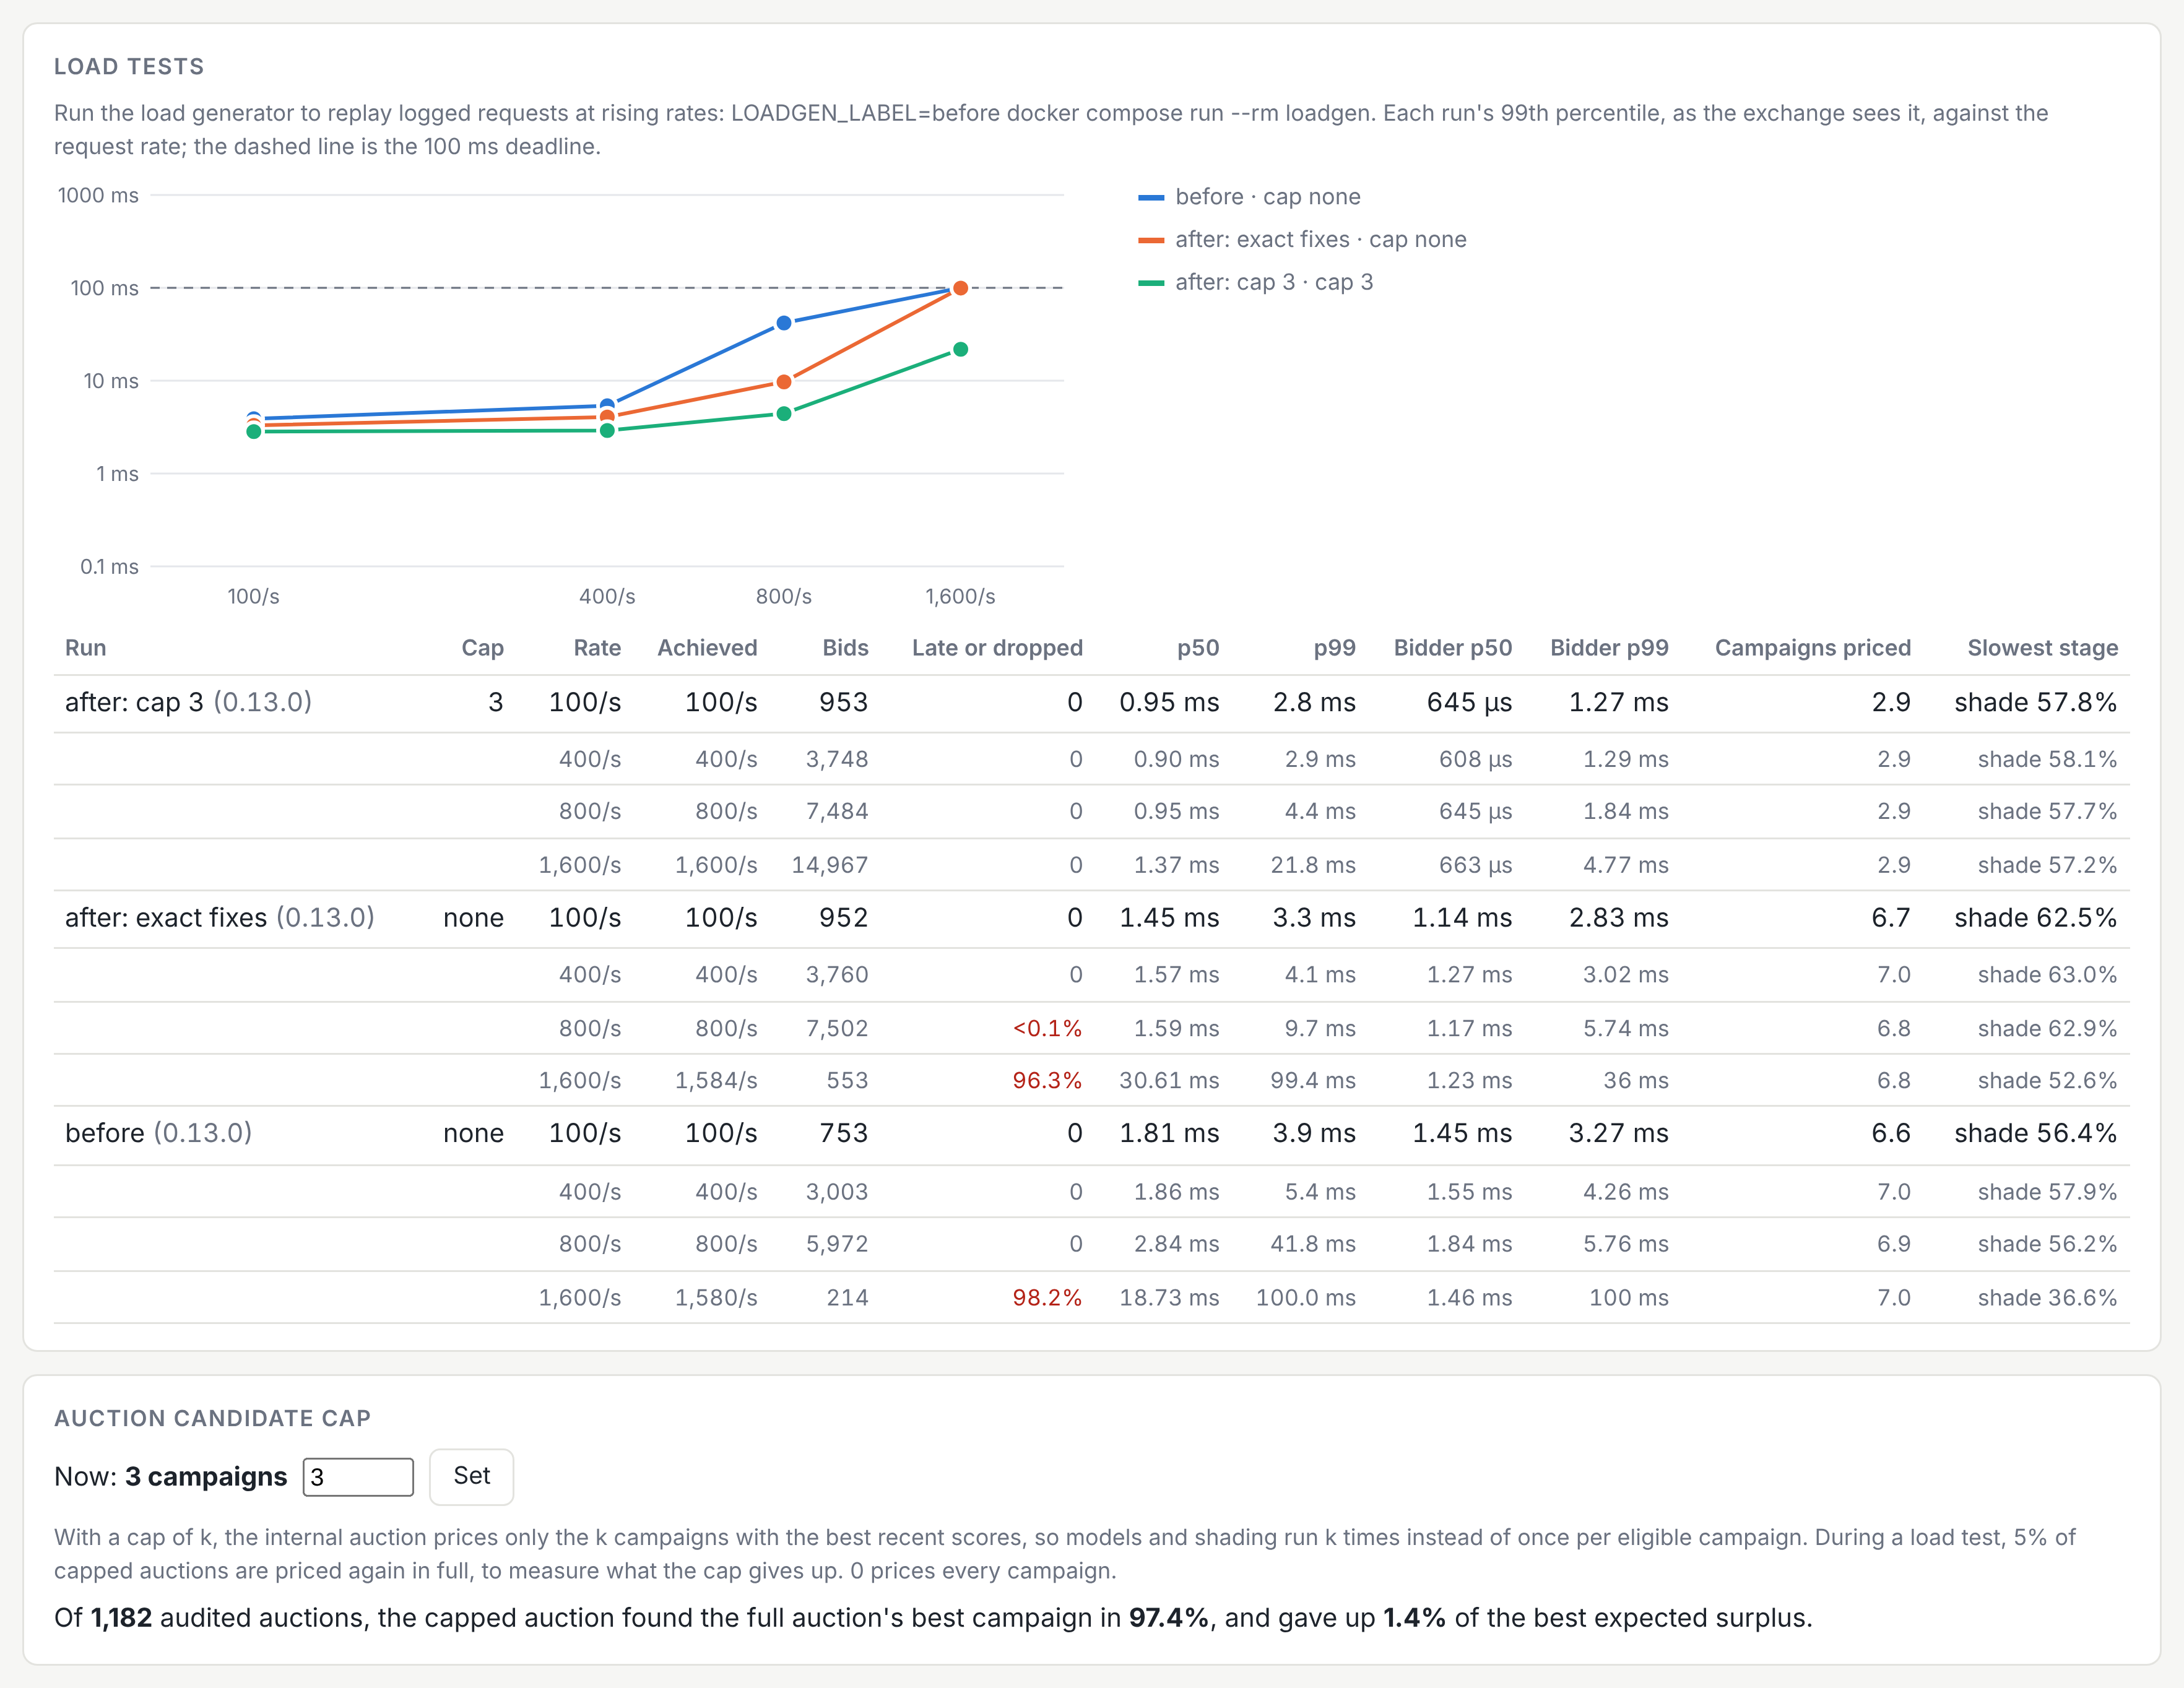 LOAD TESTS
Run the load generator to replay logged requests at rising rates: LOADGEN_LABEL=before docker compose run --rm loadgen. Each run's 99th percentile, as the exchange sees it, against the
request rate; the dashed line is the 100 ms deadline.
1000 ms
100 ms
10 ms
1 ms
0.1 ms
100/s 400/s 800/s 1,600/s
before · cap none
after: exact fixes · cap none
after: cap 3 · cap 3
Run Cap Rate Achieved Bids Late or dropped p50 p99 Bidder p50 Bidder p99 Campaigns priced Slowest stage
after: cap 3 (0.13.0) 3 100/s 100/s 953 0 0.95 ms 2.8 ms 645 µs 1.27 ms 2.9 shade 57.8%
400/s 400/s 3,748 0 0.90 ms 2.9 ms 608 µs 1.29 ms 2.9 shade 58.1%
800/s 800/s 7,484 0 0.95 ms 4.4 ms 645 µs 1.84 ms 2.9 shade 57.7%
1,600/s 1,600/s 14,967 0 1.37 ms 21.8 ms 663 µs 4.77 ms 2.9 shade 57.2%
after: exact fixes (0.13.0) none 100/s 100/s 952 0 1.45 ms 3.3 ms 1.14 ms 2.83 ms 6.7 shade 62.5%
400/s 400/s 3,760 0 1.57 ms 4.1 ms 1.27 ms 3.02 ms 7.0 shade 63.0%
800/s 800/s 7,502 <0.1% 1.59 ms 9.7 ms 1.17 ms 5.74 ms 6.8 shade 62.9%
1,600/s 1,584/s 553 96.3% 30.61 ms 99.4 ms 1.23 ms 36 ms 6.8 shade 52.6%
before (0.13.0) none 100/s 100/s 753 0 1.81 ms 3.9 ms 1.45 ms 3.27 ms 6.6 shade 56.4%
400/s 400/s 3,003 0 1.86 ms 5.4 ms 1.55 ms 4.26 ms 7.0 shade 57.9%
800/s 800/s 5,972 0 2.84 ms 41.8 ms 1.84 ms 5.76 ms 6.9 shade 56.2%
1,600/s 1,580/s 214 98.2% 18.73 ms 100.0 ms 1.46 ms 100 ms 7.0 shade 36.6%
AUCTION CANDIDATE CAP
Now: 3 campaigns 3 Set
With a cap of k, the internal auction prices only the k campaigns with the best recent scores, so models and shading run k times instead of once per eligible campaign. During a load test, 5% of
capped auctions are priced again in full, to measure what the cap gives up. 0 prices every campaign.
Of 1,182 audited auctions, the capped auction found the full auction's best campaign in 97.4%, and gave up 1.4% of the best expected surplus.